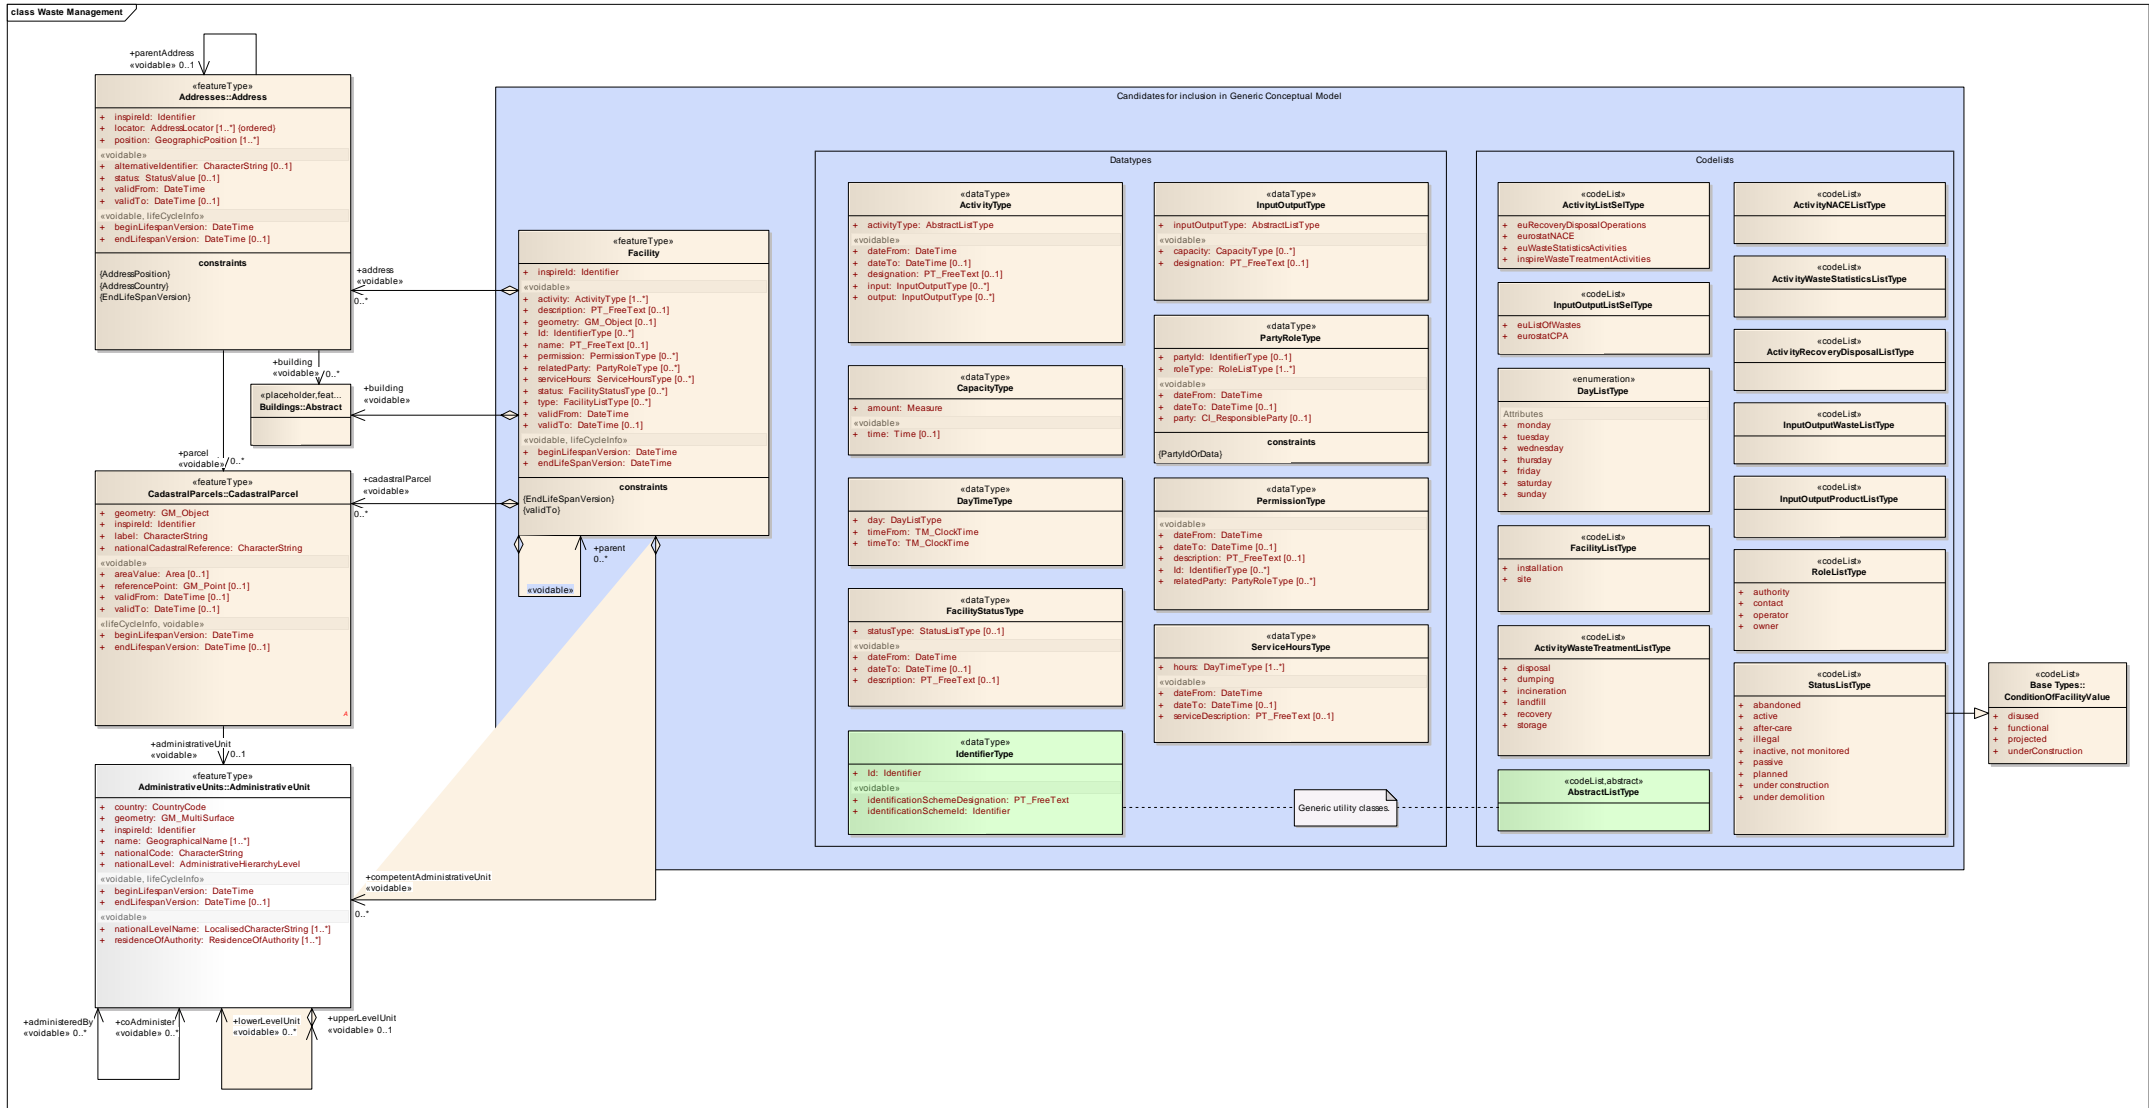 class Waste Management
+parentAddress
«voidable» 0..1
«featureType»
Addresses::Address
+ inspireId: Identifier
+ locator: AddressLocator [1..*] {ordered}
+ position: GeographicPosition [1..*]
«voidable»
+ alternativeIdentifier: CharacterString [0..1]
+ status: StatusValue [0..1]
+ validFrom: DateTime
+ validTo: DateTime [0..1]
«voidable, lifeCycleInfo»
+ beginLifespanVersion: DateTime
+ endLifespanVersion: DateTime [0..1]
constraints
{AddressPosition}
{AddressCountry}
{EndLifeSpanVersion}
+address
«voidable»
0..*
+building
«voidable» 0..*
«placeholder,feat...
Buildings::Abstract
+building
«voidable»
+parcel
«voidable» 0..*
«featureType»
CadastralParcels::CadastralParcel
+ geometry: GM_Object
+ inspireId: Identifier
+ label: CharacterString
+ nationalCadastralReference: CharacterString
«voidable»
+ areaValue: Area [0..1]
+ referencePoint: GM_Point [0..1]
+ validFrom: DateTime
+ validTo: DateTime [0..1]
«lifeCycleInfo, voidable»
+ beginLifespanVersion: DateTime
+ endLifespanVersion: DateTime [0..1]
A
+cadastralParcel
«voidable»
0..*
+administrativeUnit
«voidable» 0..1
«featureType»
AdministrativeUnits::AdministrativeUnit
+ country: CountryCode
+ geometry: GM_MultiSurface
+ inspireId: Identifier
+ name: GeographicalName [1..*]
+ nationalCode: CharacterString
+ nationalLevel: AdministrativeHierarchyLevel
«voidable, lifeCycleInfo»
+ beginLifespanVersion: DateTime
+ endLifespanVersion: DateTime [0..1]
«voidable»
+ nationalLevelName: LocalisedCharacterString [1..*]
+ residenceOfAuthority: ResidenceOfAuthority [1..*]
+competentAdministrativeUnit
«voidable»
0..*
+administeredBy
«voidable» 0..*
+coAdminister
«voidable» 0..*
+lowerLevelUnit
«voidable» 0..*
+upperLevelUnit
«voidable» 0..1
Candidates for inclusion in Generic Conceptual Model
«featureType»
Facility
+ inspireId: Identifier
«voidable»
+ activity: ActivityType [1..*]
+ description: PT_FreeText [0..1]
+ geometry: GM_Object [0..1]
+ Id: IdentifierType [0..*]
+ name: PT_FreeText [0..1]
+ permission: PermissionType [0..*]
+ relatedParty: PartyRoleType [0..*]
+ serviceHours: ServiceHoursType [0..*]
+ status: FacilityStatusType [0..*]
+ type: FacilityListType [0..*]
+ validFrom: DateTime
+ validTo: DateTime [0..1]
«voidable, lifeCycleInfo»
+ beginLifespanVersion: DateTime
+ endLifeSpanVersion: DateTime
constraints
{EndLifeSpanVersion}
{validTo}
+parent
0..*
«voidable»
Datatypes
«dataType»
ActivityType
+ activityType: AbstractListType
«voidable»
+ dateFrom: DateTime
+ dateTo: DateTime [0..1]
+ designation: PT_FreeText [0..1]
+ input: InputOutputType [0..*]
+ output: InputOutputType [0..*]
«dataType»
CapacityType
+ amount: Measure
«voidable»
+ time: Time [0..1]
«dataType»
DayTimeType
+ day: DayListType
+ timeFrom: TM_ClockTime
+ timeTo: TM_ClockTime
«dataType»
FacilityStatusType
+ statusType: StatusListType [0..1]
«voidable»
+ dateFrom: DateTime
+ dateTo: DateTime [0..1]
+ description: PT_FreeText [0..1]
«dataType»
IdentifierType
+ Id: Identifier
«voidable»
+ identificationSchemeDesignation: PT_FreeText
+ identificationSchemeId: Identifier
«dataType»
InputOutputType
+ inputOutputType: AbstractListType
«voidable»
+ capacity: CapacityType [0..*]
+ designation: PT_FreeText [0..1]
«dataType»
PartyRoleType
+ partyId: IdentifierType [0..1]
+ roleType: RoleListType [1..*]
«voidable»
+ dateFrom: DateTime
+ dateTo: DateTime [0..1]
+ party: CI_ResponsibleParty [0..1]
constraints
{PartyIdOrData}
«dataType»
PermissionType
«voidable»
+ dateFrom: DateTime
+ dateTo: DateTime [0..1]
+ description: PT_FreeText [0..1]
+ Id: IdentifierType [0..*]
+ relatedParty: PartyRoleType [0..*]
«dataType»
ServiceHoursType
+ hours: DayTimeType [1..*]
«voidable»
+ dateFrom: DateTime
+ dateTo: DateTime [0..1]
+ serviceDescription: PT_FreeText [0..1]
Generic utility classes.
Codelists
«codeList»
ActivityListSelType
+ euRecoveryDisposalOperations
+ eurostatNACE
+ euWasteStatisticsActivities
+ inspireWasteTreatmentActivities
«codeList»
InputOutputListSelType
+ euListOfWastes
+ eurostatCPA
«enumeration»
DayListType
Attributes
+ monday
+ tuesday
+ wednesday
+ thursday
+ friday
+ saturday
+ sunday
«codeList»
FacilityListType
+ installation
+ site
«codeList»
ActivityWasteTreatmentListType
+ disposal
+ dumping
+ incineration
+ landfill
+ recovery
+ storage
«codeList,abstract»
AbstractListType
«codeList»
ActivityNACEListType
«codeList»
ActivityWasteStatisticsListType
«codeList»
ActivityRecoveryDisposalListType
«codeList»
InputOutputWasteListType
«codeList»
InputOutputProductListType
«codeList»
RoleListType
+ authority
+ contact
+ operator
+ owner
«codeList»
StatusListType
+ abandoned
+ active
+ after-care
+ illegal
+ inactive, not monitored
+ passive
+ planned
+ under construction
+ under demolition
«codeList»
Base Types::
ConditionOfFacilityValue
+ disused
+ functional
+ projected
+ underConstruction